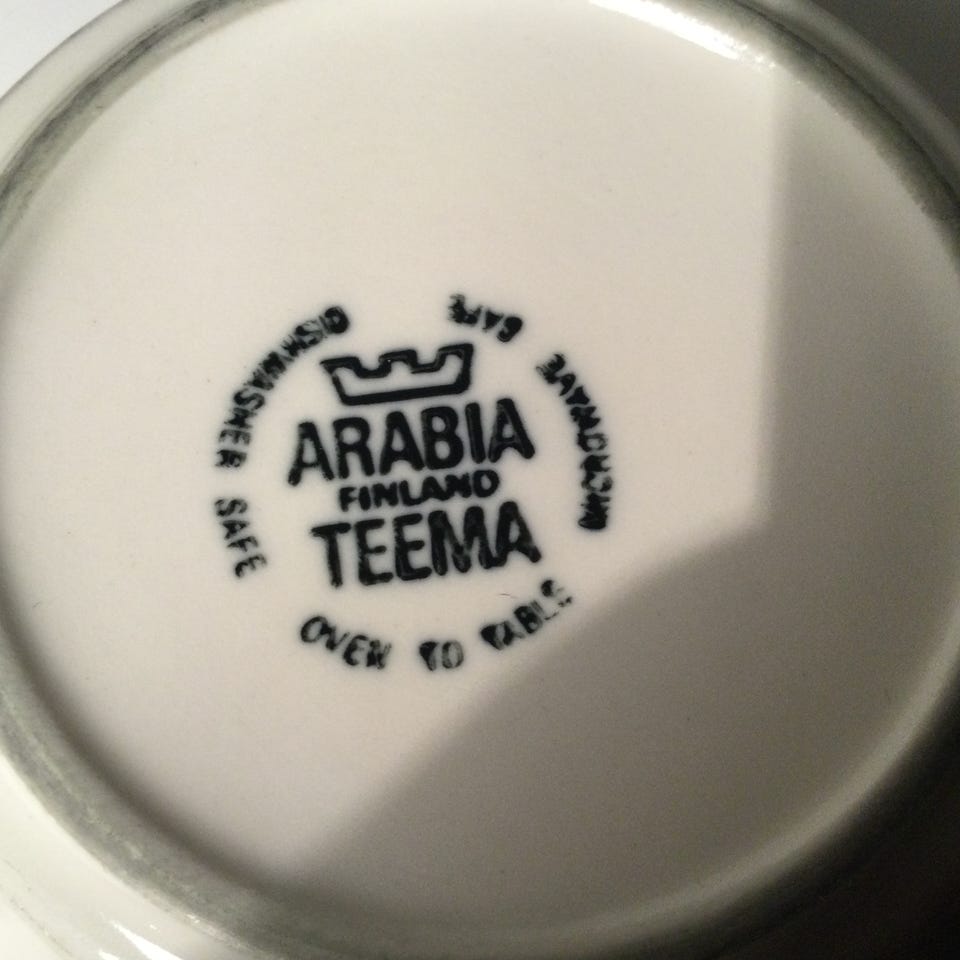 ARABIA
FINLAND
TEEMA
DISHWASHER SAFE
OVEN TO TABLE
MICROWAVE SAFE